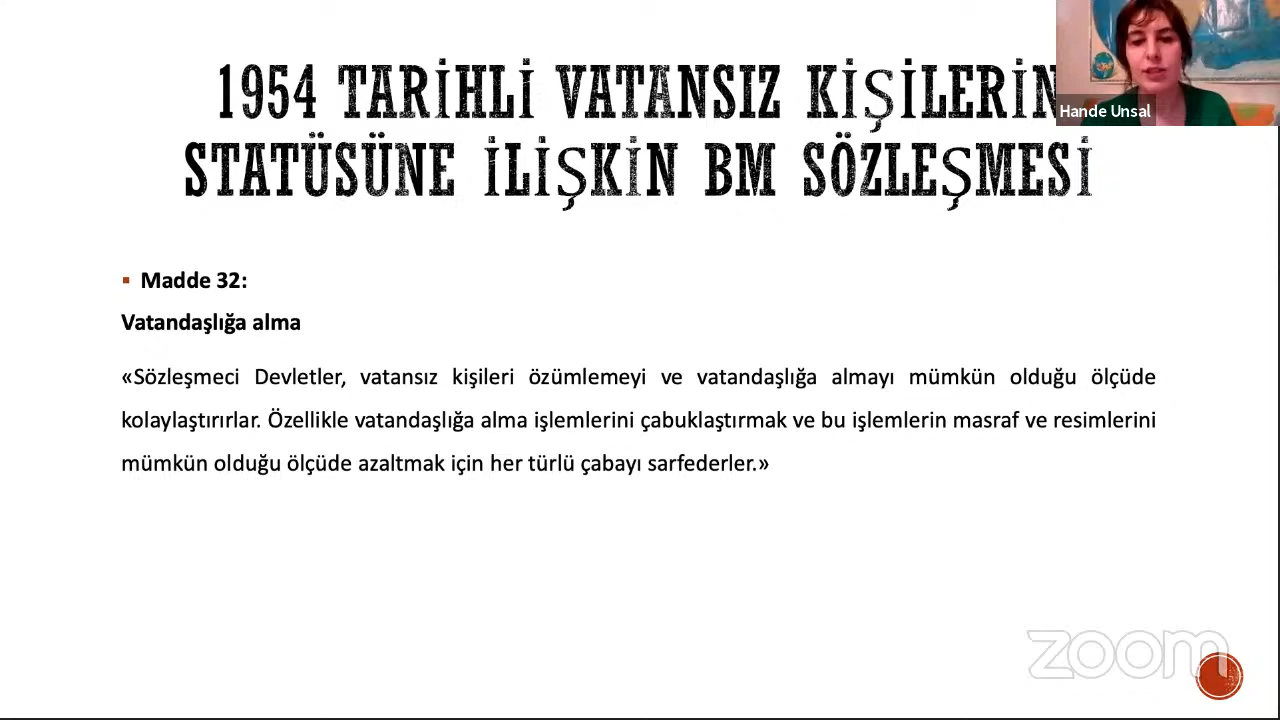 1954 TARİHLİ VATANSIZ KİŞİLERİN
STATÜSÜNE İLİŞKİN BM SÖZLEŞMESİ
Hande Unsal
▪ Madde 32:
Vatandaşlığa alma
«Sözleşmeci Devletler, vatansız kişileri özümlemeyi ve vatandaşlığa almayı mümkün olduğu ölçüde
kolaylaştırırlar. Özellikle vatandaşlığa alma işlemlerini çabuklaştırmak ve bu işlemlerin masraf ve resimlerini
mümkün olduğu ölçüde azaltmak için her türlü çabayı sarfederler.»
zoom